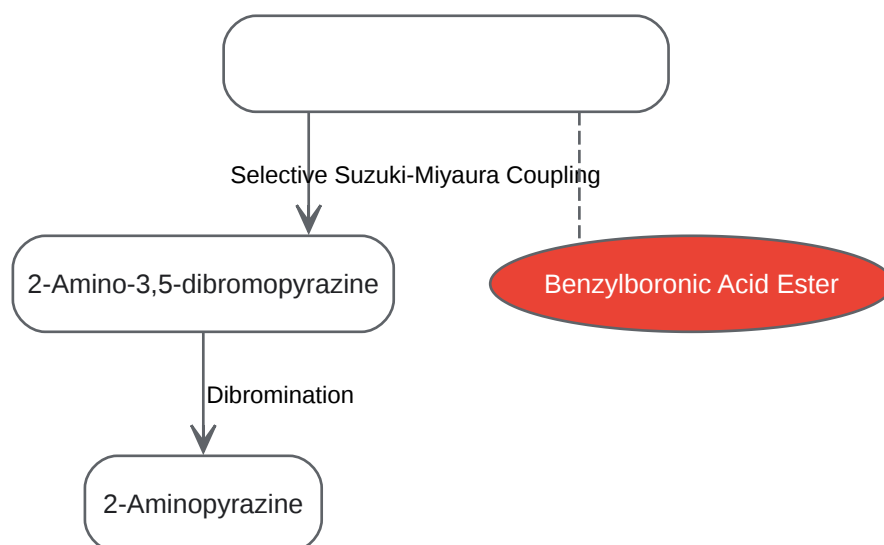 Selective Suzuki-Miyaura Coupling
2-Amino-3,5-dibromopyrazine
Benzylboronic Acid Ester
Dibromination
2-Aminopyrazine